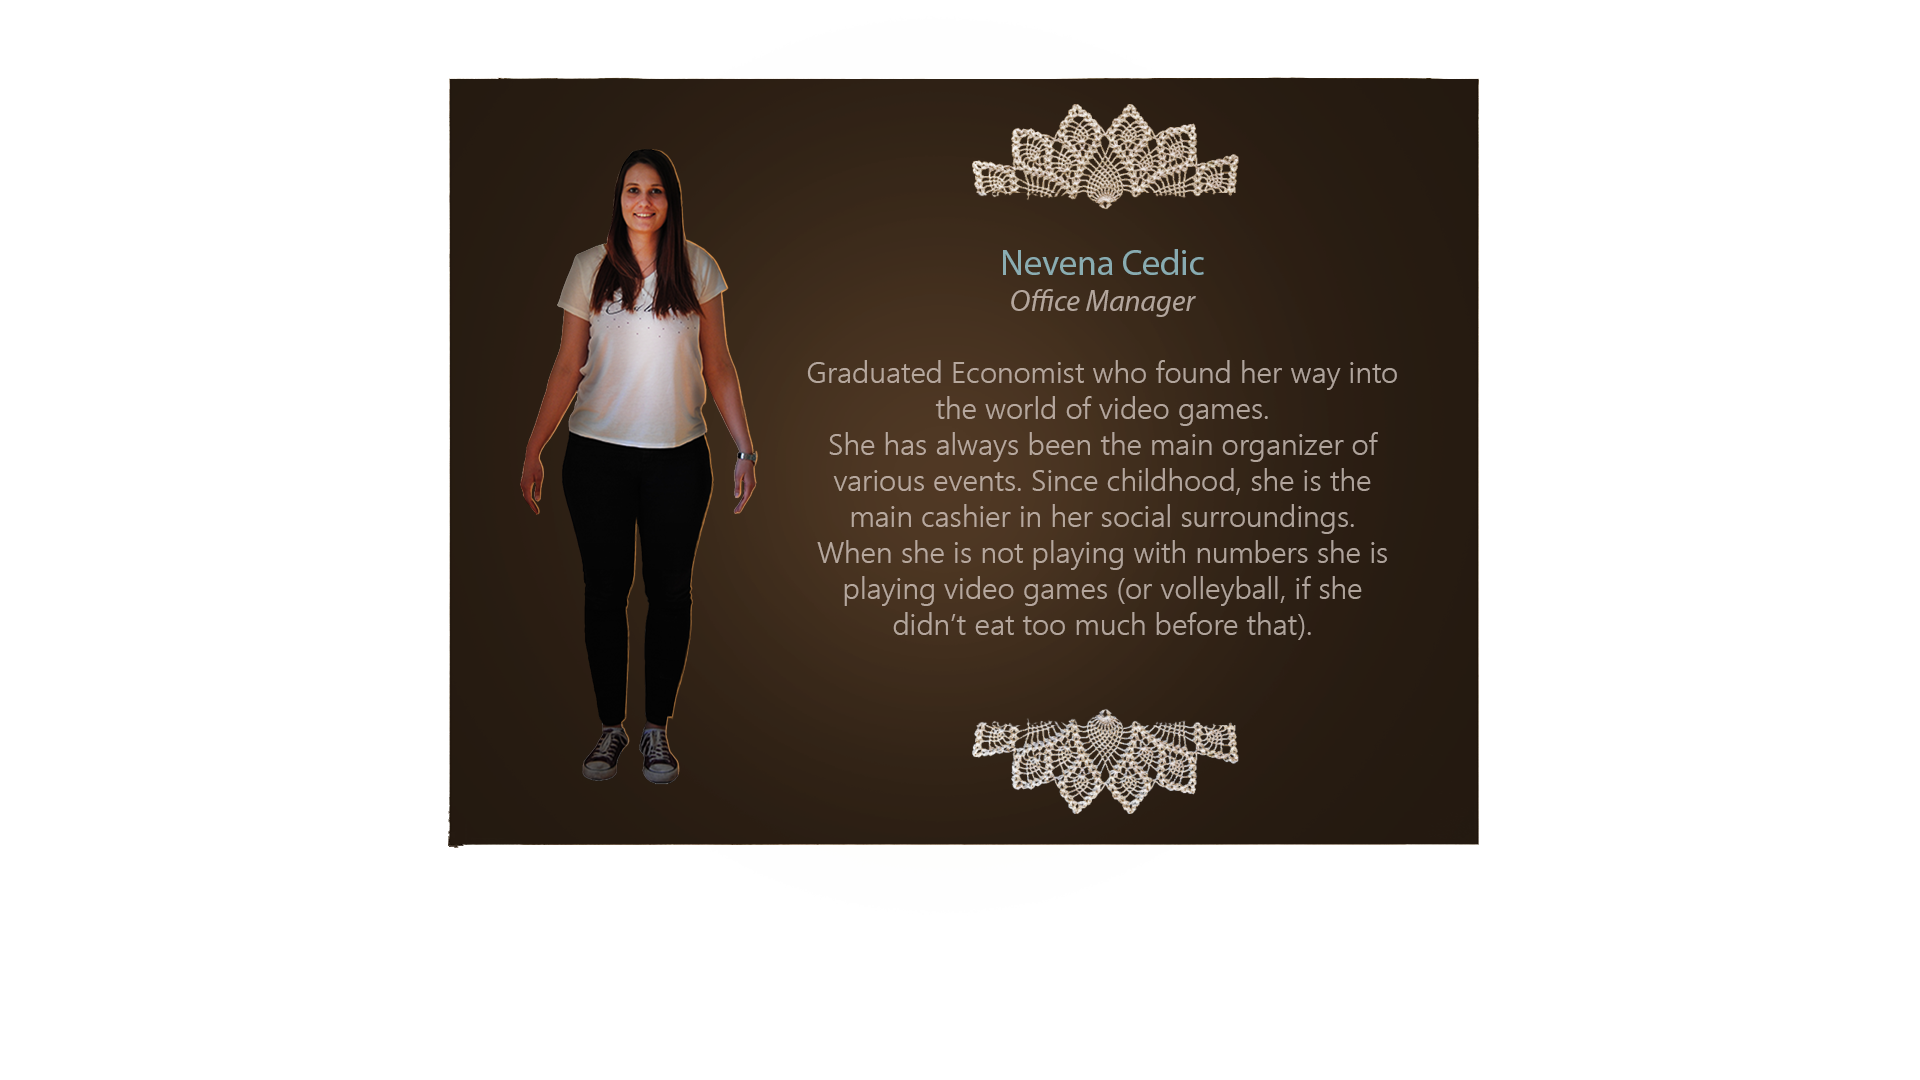 Nevena Cedic
Office Manager
Graduated Economist who found her way into
the world of video games.
She has always been the main organizer of
various events. Since childhood, she is the
main cashier in her social surroundings.
When she is not playing with numbers she is
playing video games (or volleyball, if she
didn’t eat too much before that).